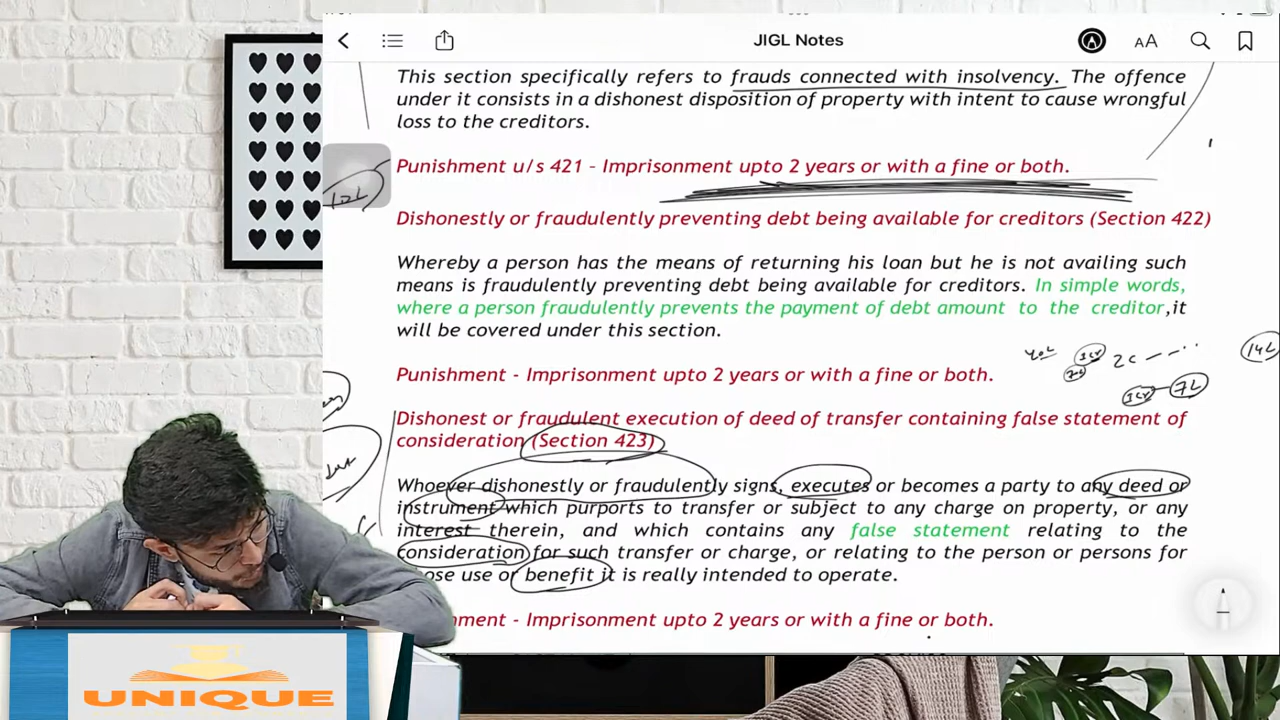 JIGL Notes
AA
This section specifically refers to frauds connected with insolvency. The offence
under it consists in a dishonest disposition of property with intent to cause wrongful
loss to the creditors.
Punishment u/s 421 - Imprisonment upto 2 years or with a fine or both.
10L
Dishonestly or fraudulently preventing debt being available for creditors (Section 422)
Whereby a person has the means of returning his loan but he is not availing such
means is fraudulently preventing debt being available for creditors. In simple words,
where a person fraudulently prevents the payment of debt amount to the creditor,it
will be covered under this section.
14L
7L
Punishment - Imprisonment upto 2 years or with a fine or both.
Dishonest or fraudulent execution of deed of transfer containing false statement of
consideration (Section 423)
Whoever dishonestly or fraudulently signs, executes or becomes a party to any deed or
instrument which purports to transfer or subject to any charge on property, or any
interest therein, and which contains any false statement relating to the
consideration for such transfer or charge, or relating to the person or persons for
ose use or benefit it is really intended to operate.
ment - Imprisonment upto 2 years or with a fine or both.
UNIQUE